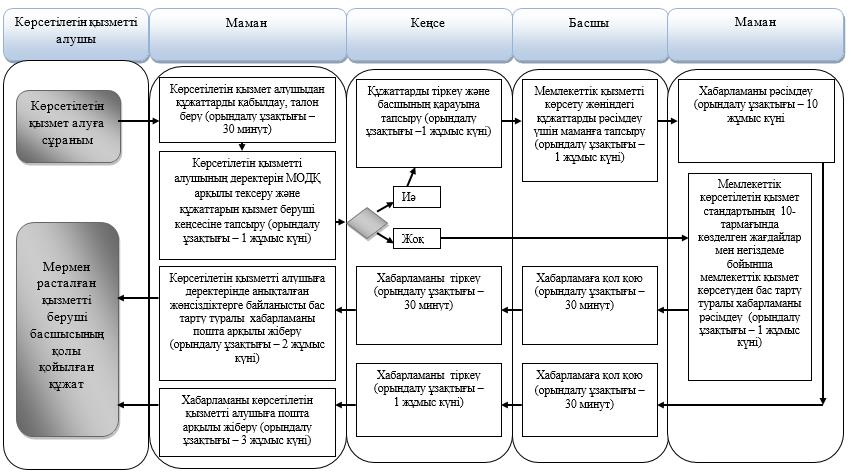 Көрсетілетін қызметті
алушы
Маман
Кеңсе
Басшы
Маман
Көрсетілетін
қызмет алуға
сұраным
Мөрмен
расталған
қызметті
беруші
басшысының
қолы
қойылған
құжат
Көрсетілетін қызмет алушыдан
құжаттарды қабылдау, талон
беру (орындалу ұзақтығы –
30 минут)
Көрсетілетін қызметті
алушының деректерін МОДҚ
арқылы тексеру және
құжаттарын қызмет беруші
кеңсесіне тапсыру (орындалу
ұзақтығы – 1 жұмыс күні)
Көрсетілетін қызметті алушыға
деректерінде анықталған
жөнсіздіктерге байланысты бас
тарту туралы хабарламаны
пошта арқылы жіберу
(орындалу ұзақтығы – 2 жұмыс
күні)
Хабарламаны көрсетілетін
қызметті алушыға пошта
арқылы жіберу (орындалу
ұзақтығы – 3 жұмыс күні)
Құжаттарды тіркеу және
басшының қарауына
тапсыру (орындалу
ұзақтығы –1 жұмыс күні)
Иә
Жоқ
Хабарламаны тіркеу
(орындалу ұзақтығы –
30 минут)
Хабарламаны тіркеу
(орындалу ұзақтығы –
1 жұмыс күні)
Мемлекеттік қызметті
көрсету жөніндегі
құжаттарды рәсімдеу
үшін маманға тапсыру
(орындалу ұзақтығы –
1 жұмыс күні)
Хабарламаға қол қою
(орындалу ұзақтығы –
30 минут)
Хабарламаға қол қою
(орындалу ұзақтығы –
30 минут)
Хабарламаны рәсімдеу
(орындалу ұзақтығы – 10
жұмыс күні
Мемлекеттік
көрсетілетін қызмет
стандартының 10-
тармағында
көзделген жағдайлар
мен негіздеме
бойынша
мемлекеттік қызмет
көрсетуден бас тарту
туралы хабарламаны
рәсімдеу (орындалу
ұзақтығы – 1 жұмыс
күні)